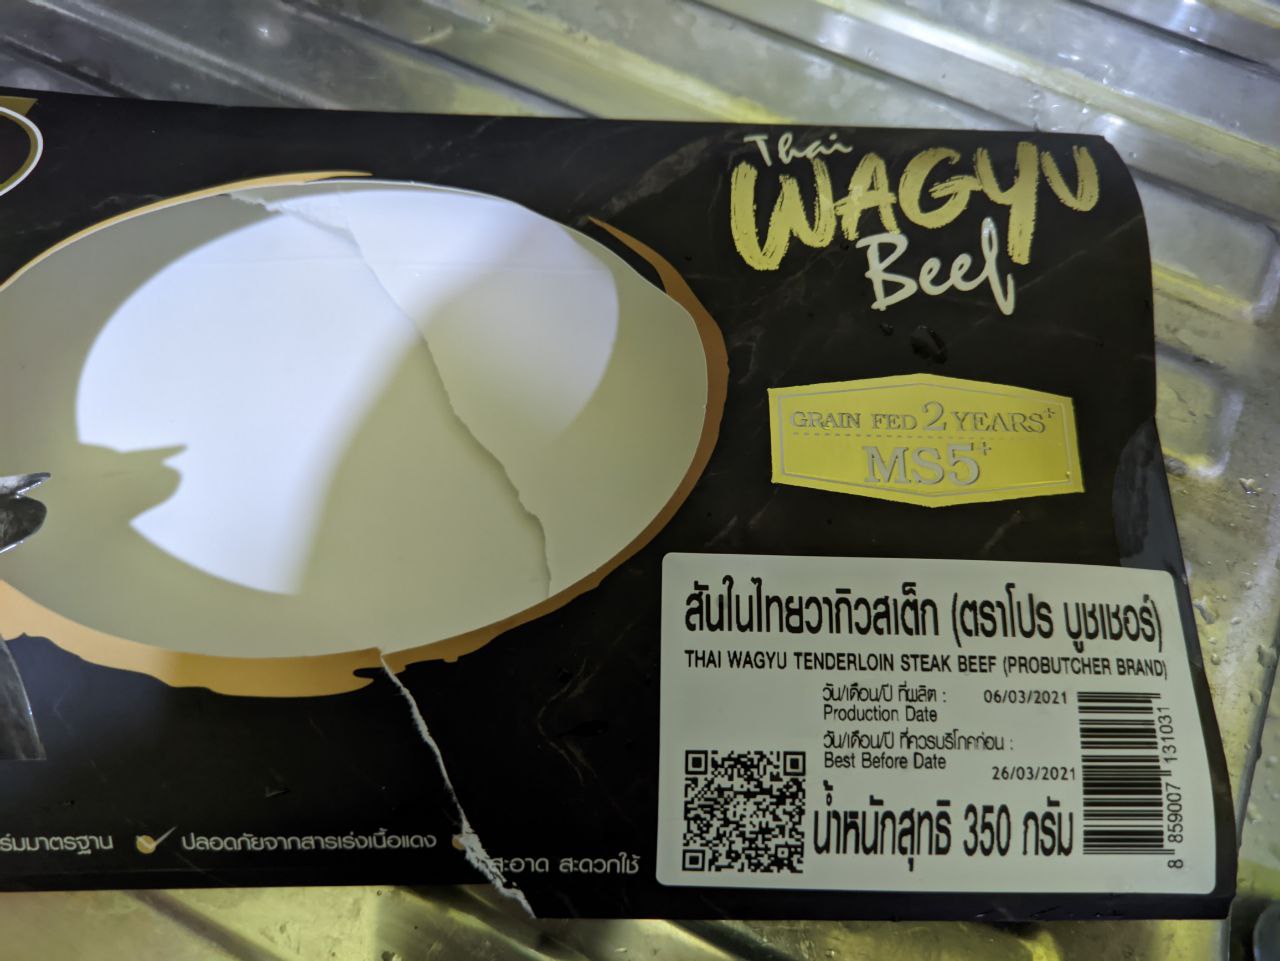 Thai
WAGYU
Beef
GRAIN FED 2 YEARS+
MS5+
สันในไทยวากิวสเต็ก (ตราโปร บูชเชอร์)
THAI WAGYU TENDERLOIN STEAK BEEF (PROBUTCHER BRAND)
วัน/เดือน/ปี ที่ผลิต : 06/03/2021
Production Date
วัน/เดือน/ปี ที่ควรบริโภคก่อน :
Best Before Date
26/03/2021
น้ำหนักสุทธิ 350 กรัม
8 859007 131031
ร์มมาตรฐาน ปลอดภัยจากสารเร่งเนื้อแดง สะอาด สะดวกใช้